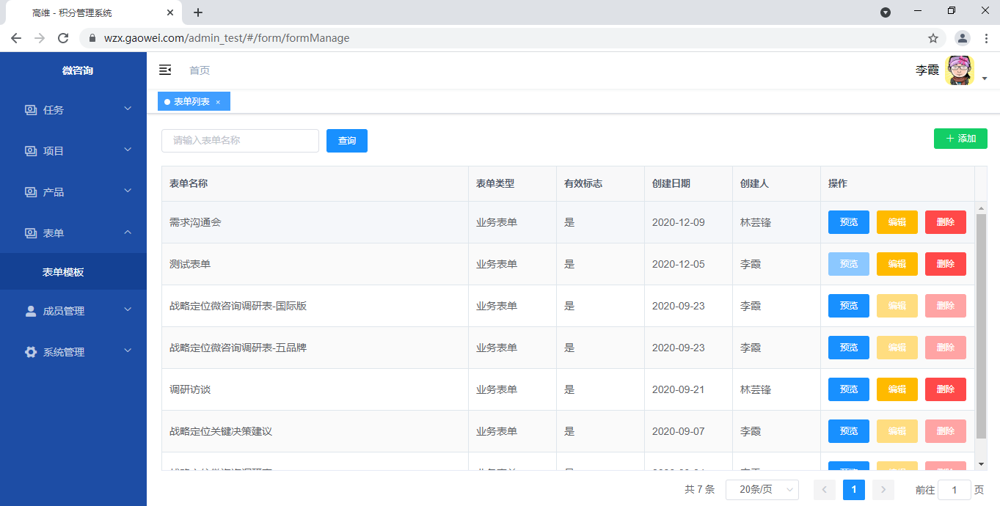 高维 - 积分管理系统
wzx.gaowei.com/admin_test/#/form/formManage
微咨询
首页
李霞
任务
项目
产品
表单
表单模板
成员管理
系统管理
表单列表 ×
请输入表单名称 查询 + 添加
表单名称 表单类型 有效标志 创建日期 创建人 操作
需求沟通会 业务表单 是 2020-12-09 林芸锋 预览 编辑 删除
测试表单 业务表单 是 2020-12-05 李霞 预览 编辑 删除
战略定位微咨询调研表-国际版 业务表单 是 2020-09-23 李霞 预览 编辑 删除
战略定位微咨询调研表-五品牌 业务表单 是 2020-09-23 李霞 预览 编辑 删除
调研访谈 业务表单 是 2020-09-21 林芸锋 预览 编辑 删除
战略定位关键决策建议 业务表单 是 2020-09-07 李霞 预览 编辑 删除
共 7 条 20条/页 1 前往 1 页